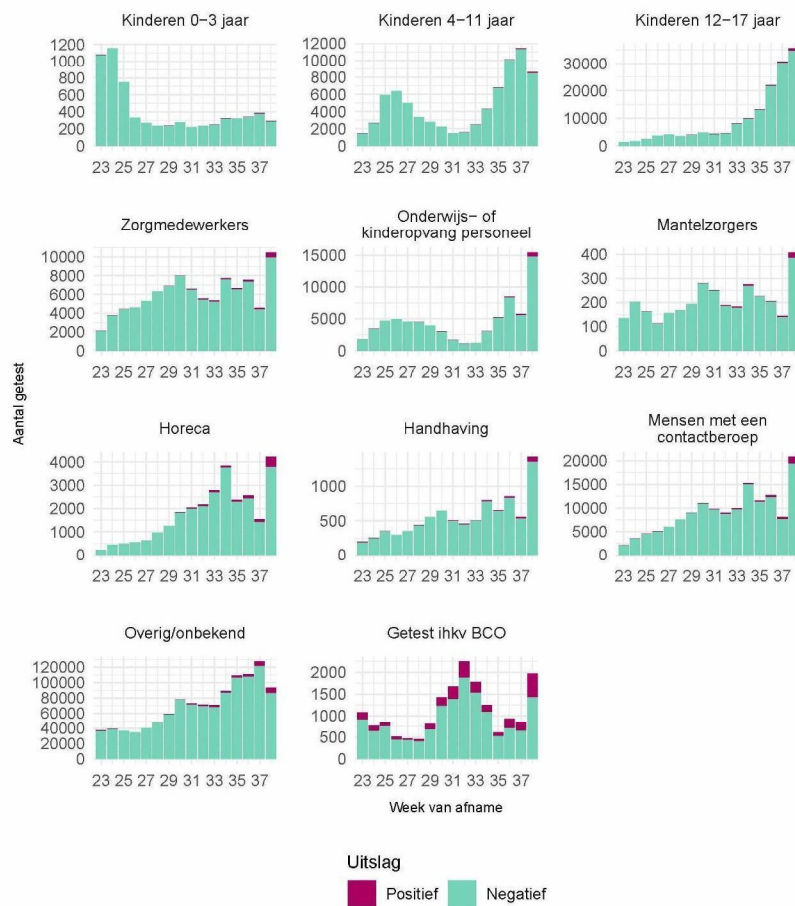 Kinderen 0−3 jaar
Kinderen 4−11 jaar
Kinderen 12−17 jaar
1200
1000
800
600
400
200
0
23 25 27 29 31 33 35 37
12000
10000
8000
6000
4000
2000
0
23 25 27 29 31 33 35 37
30000
20000
10000
0
23 25 27 29 31 33 35 37
Zorgmedewerkers
Onderwijs− of
kinderopvang personeel
Mantelzorgers
10000
8000
6000
4000
2000
0
23 25 27 29 31 33 35 37
15000
10000
5000
0
23 25 27 29 31 33 35 37
400
300
200
100
0
23 25 27 29 31 33 35 37
Aantal getest
Horeca
Handhaving
Mensen met een
contactberoep
4000
3000
2000
1000
0
23 25 27 29 31 33 35 37
1000
500
0
23 25 27 29 31 33 35 37
20000
15000
10000
5000
0
23 25 27 29 31 33 35 37
Overig/onbekend
Getest ihkv BCO
120000
100000
80000
60000
40000
20000
0
23 25 27 29 31 33 35 37
2000
1500
1000
500
0
23 25 27 29 31 33 35 37
Week van afname
Uitslag
Positief
Negatief